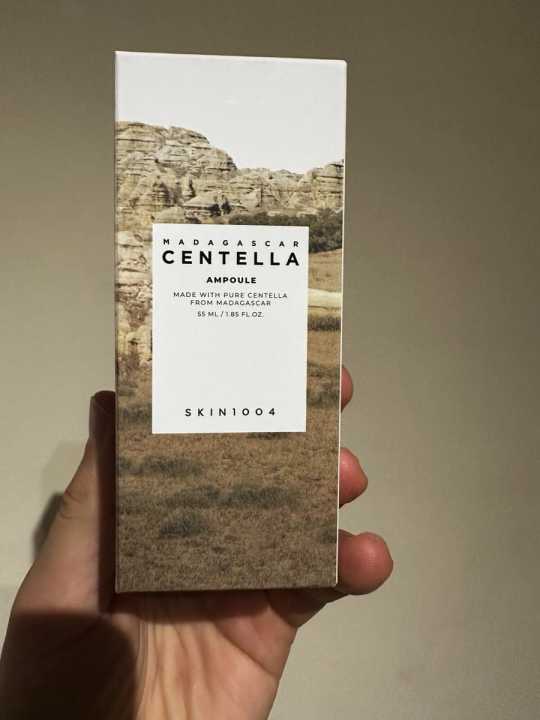 MADAGASCAR
CENTELLA
AMPOULE
MADE WITH PURE CENTELLA
FROM MADAGASCAR
55 ML / 1.85 FL.OZ.
SKIN1004